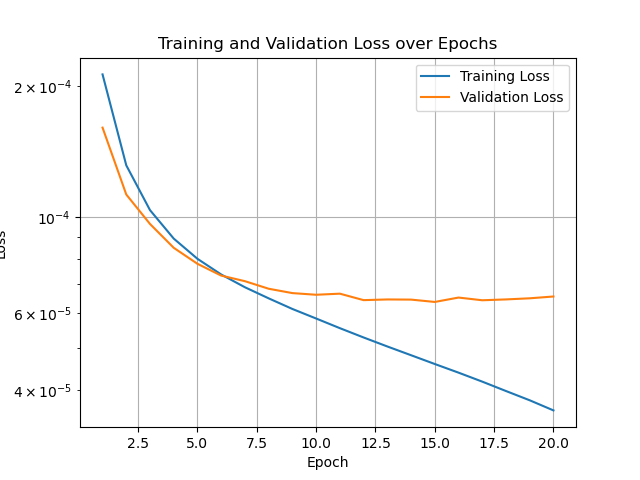 Training and Validation Loss over Epochs
Training Loss
Validation Loss
2 × 10⁻⁴
10⁻⁴
6 × 10⁻⁵
4 × 10⁻⁵
Loss
2.5 5.0 7.5 10.0 12.5 15.0 17.5 20.0
Epoch